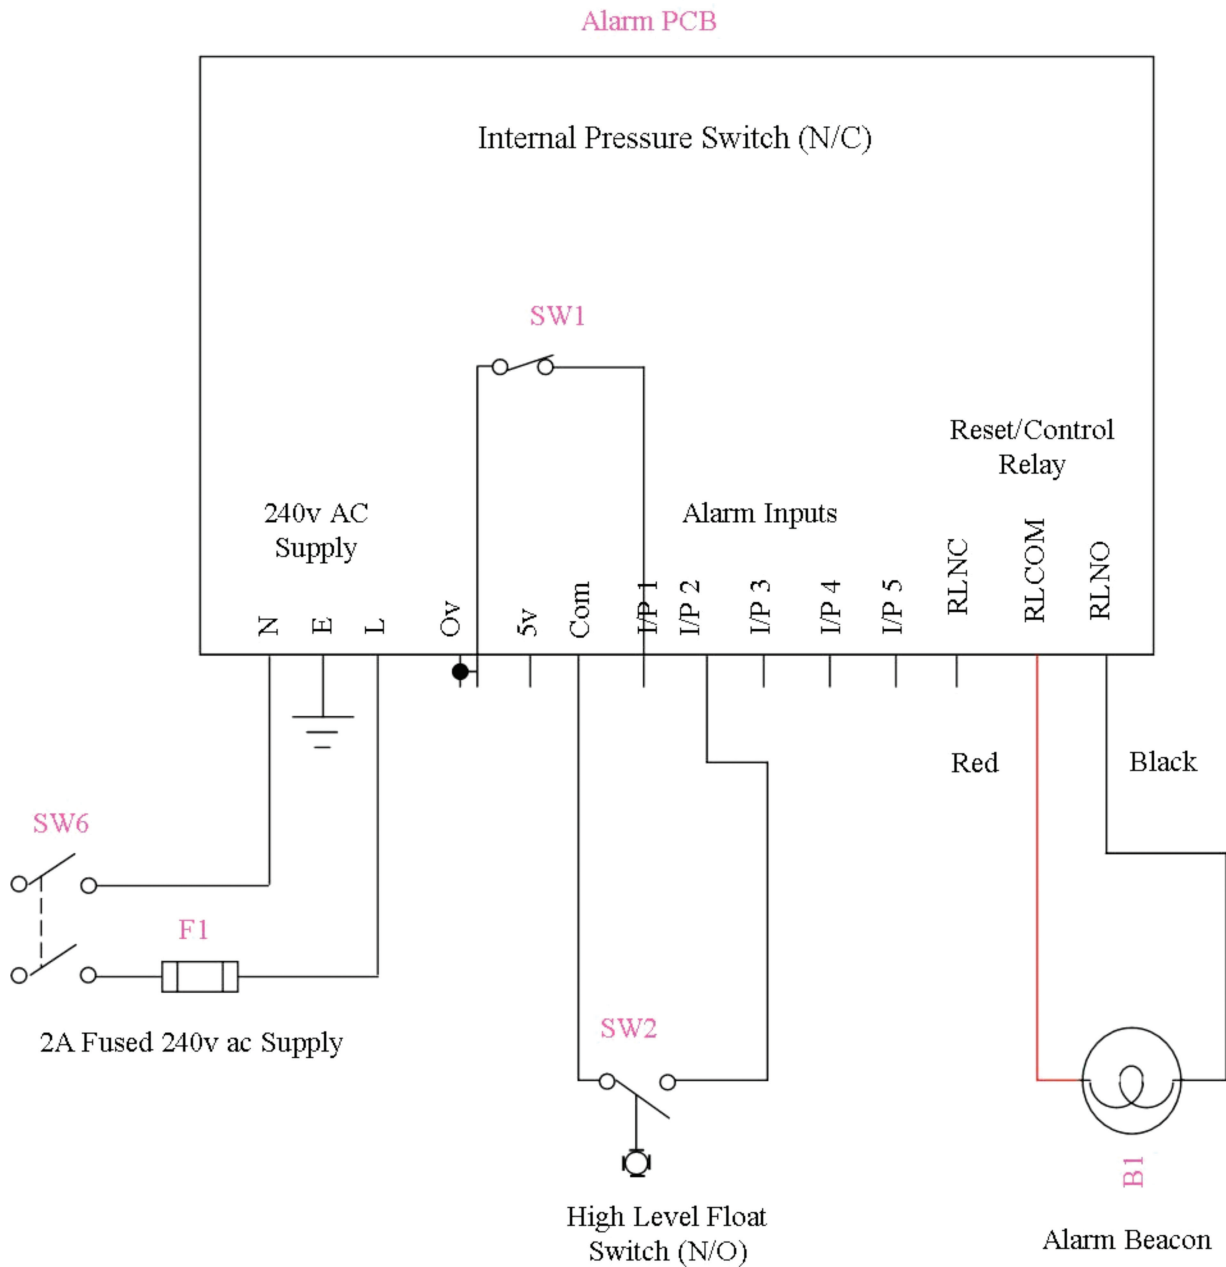 Alarm PCB
Internal Pressure Switch (N/C)
SW1
Reset/Control
Relay
240v AC
Supply
Alarm Inputs
N
E
L
Ov
5v
Com
I/P 1
I/P 2
I/P 3
I/P 4
I/P 5
RLNC
RLCOM
RLNO
Red
Black
SW6
F1
2A Fused 240v ac Supply
SW2
High Level Float
Switch (N/O)
B1
Alarm Beacon